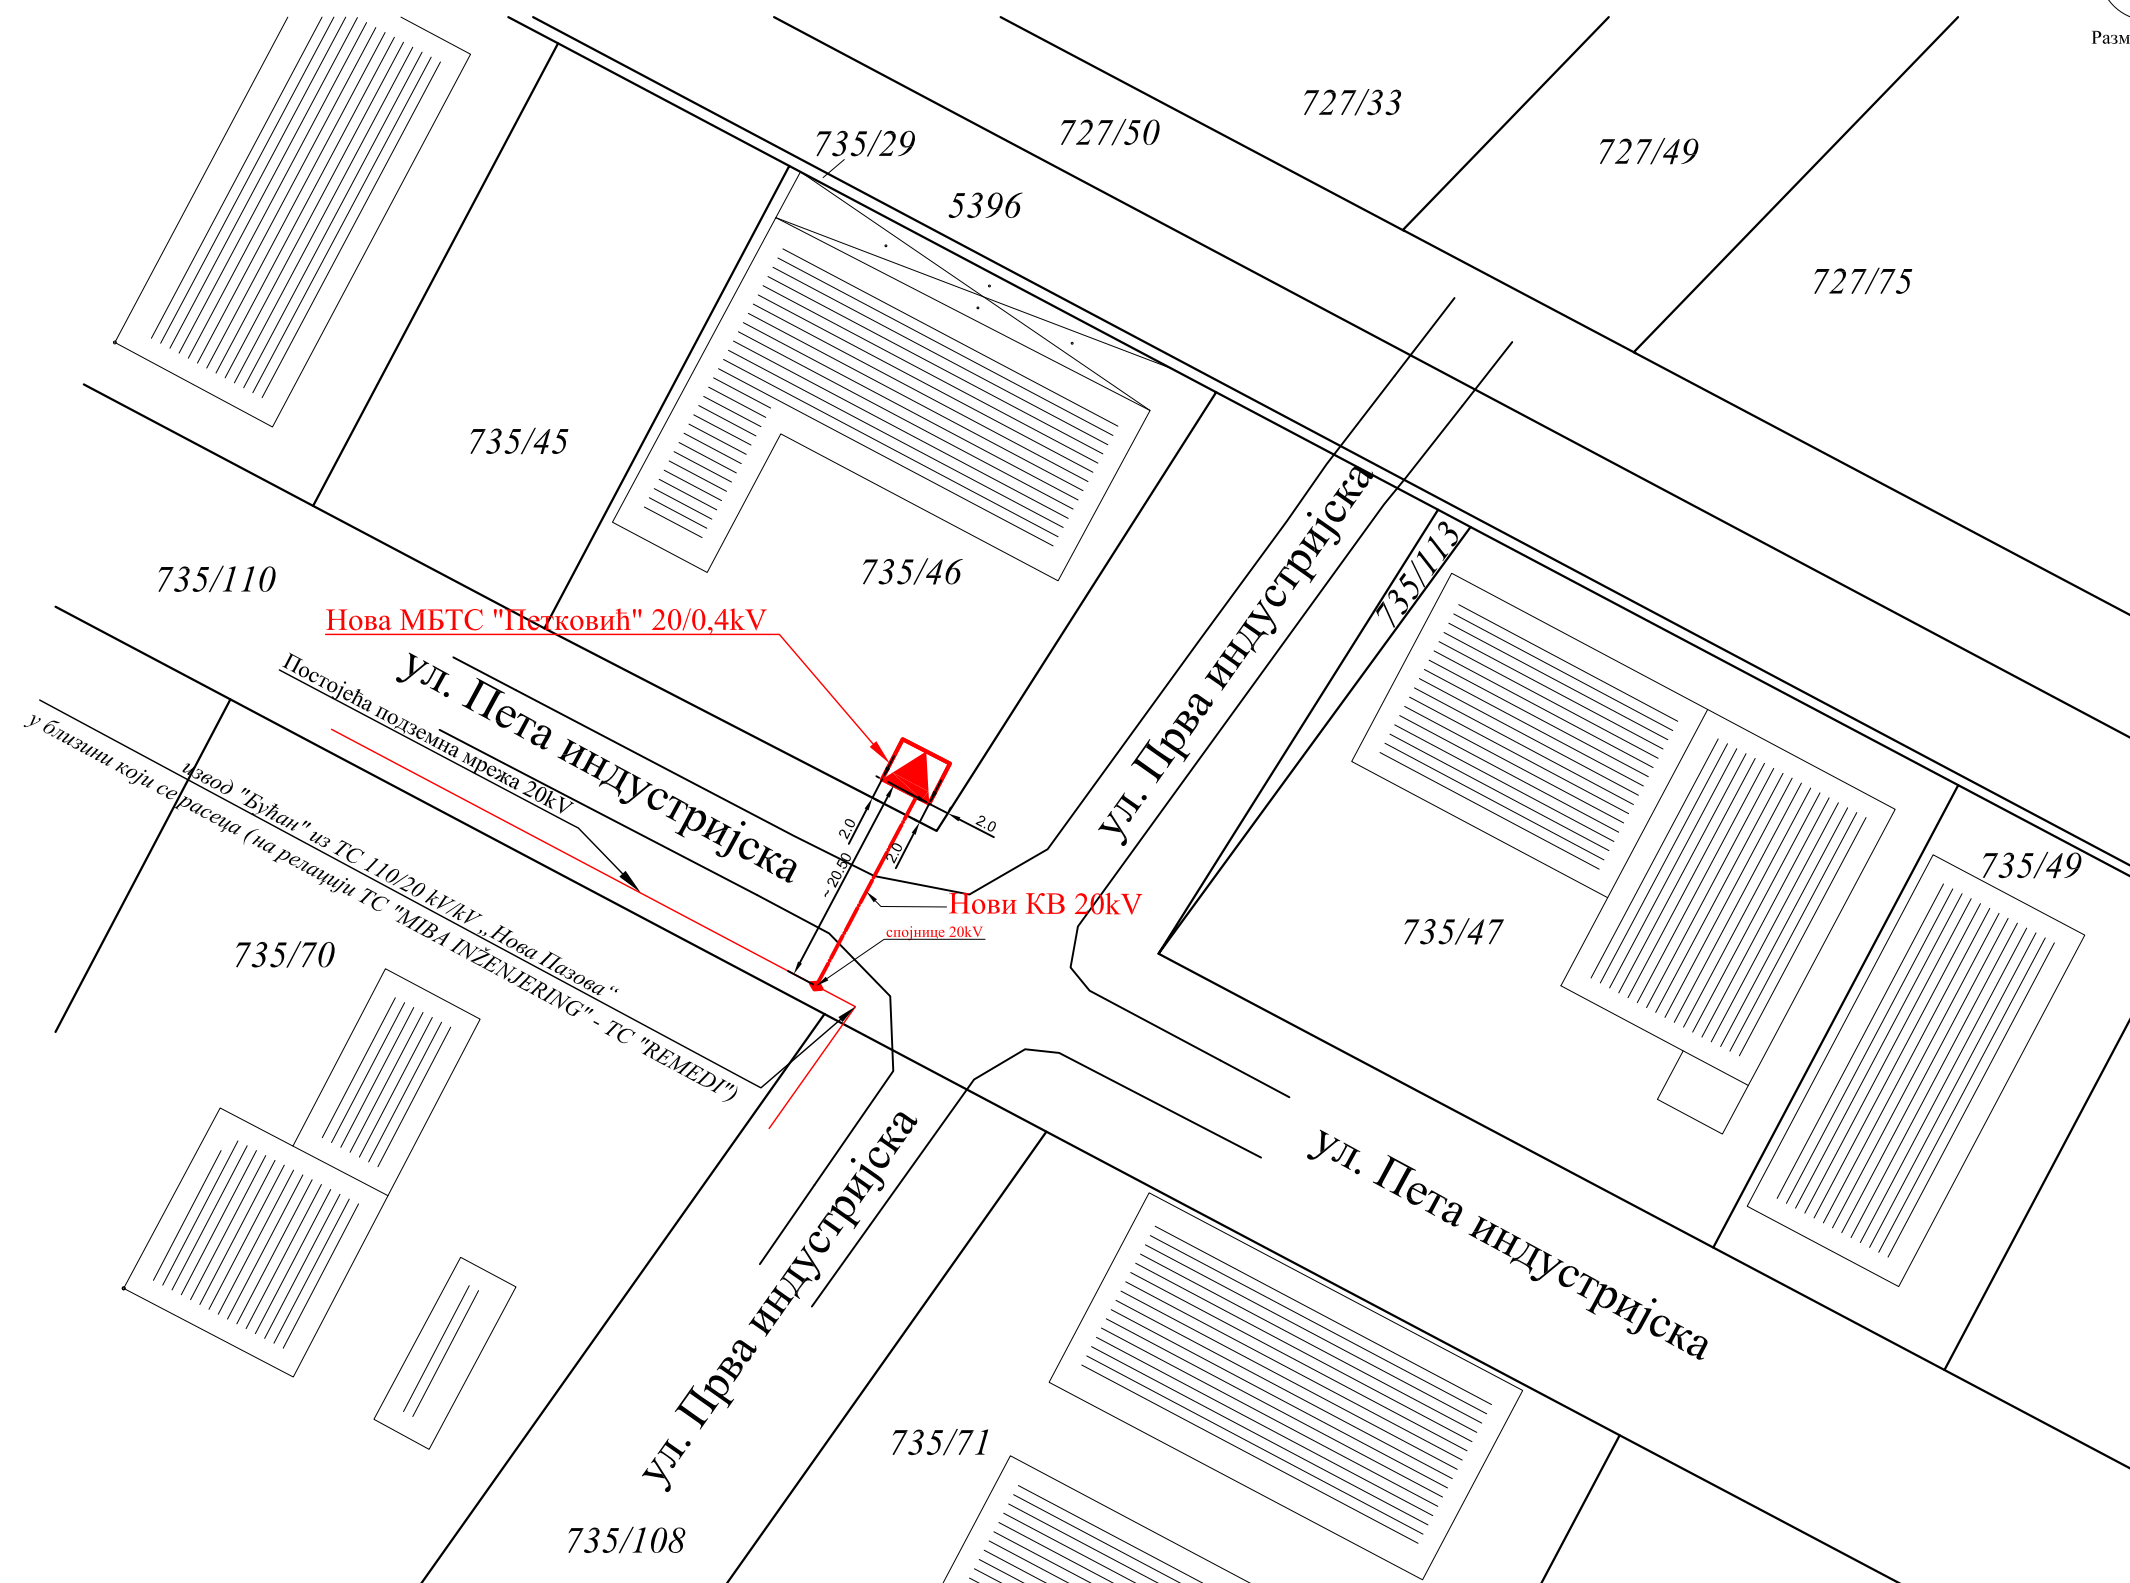 Разм
727/33
727/50
735/29
727/49
5396
727/75
735/45
735/46
735/110
735/113
Нова МБТС "Петковић" 20/0,4kV
ул. Прва индустријска
ул. Пета индустријска
Постојећа подземна мрежа 20kV
извод "Бућан" из ТС 110/20 kV/kV „Нова Пазова“
у близини који се расеца (на релацији ТС "MIBA INŽENJERING" - ТС "REMEDI")
2.0
2.0
2.0
~ 20.50
Нови КВ 20kV
спојнице 20kV
735/49
735/47
735/70
ул. Пета индустријска
ул. Прва индустријска
735/71
735/108